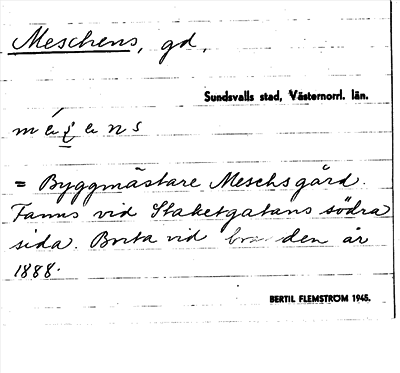 Meschens, gd,
Sundsvalls stad, Västernorrl. län.
= Byggmästare Meschs gård.
Fanns vid Staketgatans södra
sida. Borta vid branden år
1888.
BERTIL FLEMSTRÖM 1945.